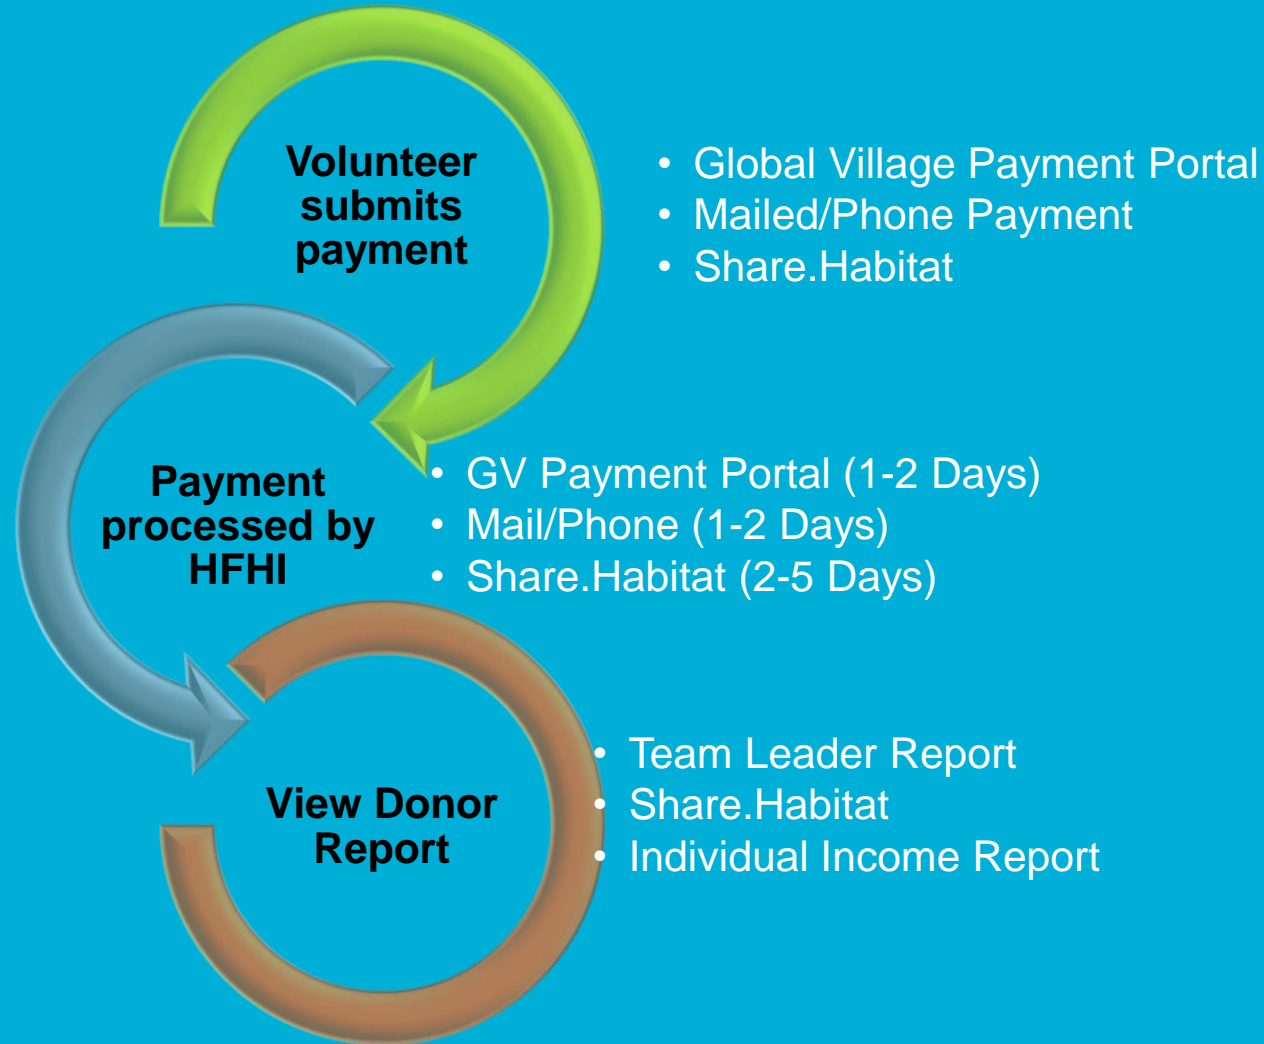 Volunteer
submits
payment
• Global Village Payment Portal
• Mailed/Phone Payment
• Share.Habitat
Payment
processed by
HFHI
• GV Payment Portal (1-2 Days)
• Mail/Phone (1-2 Days)
• Share.Habitat (2-5 Days)
View Donor
Report
• Team Leader Report
• Share.Habitat
• Individual Income Report